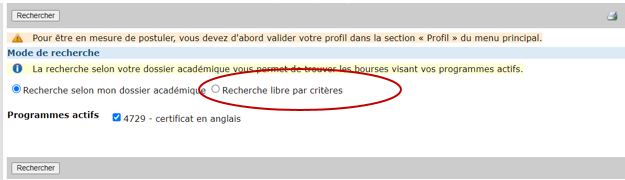 Rechercher
Pour être en mesure de postuler, vous devez d'abord valider votre profil dans la section « Profil » du menu principal.
Mode de recherche
La recherche selon votre dossier académique vous permet de trouver les bourses visant vos programmes actifs.
Recherche selon mon dossier académique Recherche libre par critères
Programmes actifs 4729 - certificat en anglais
Rechercher